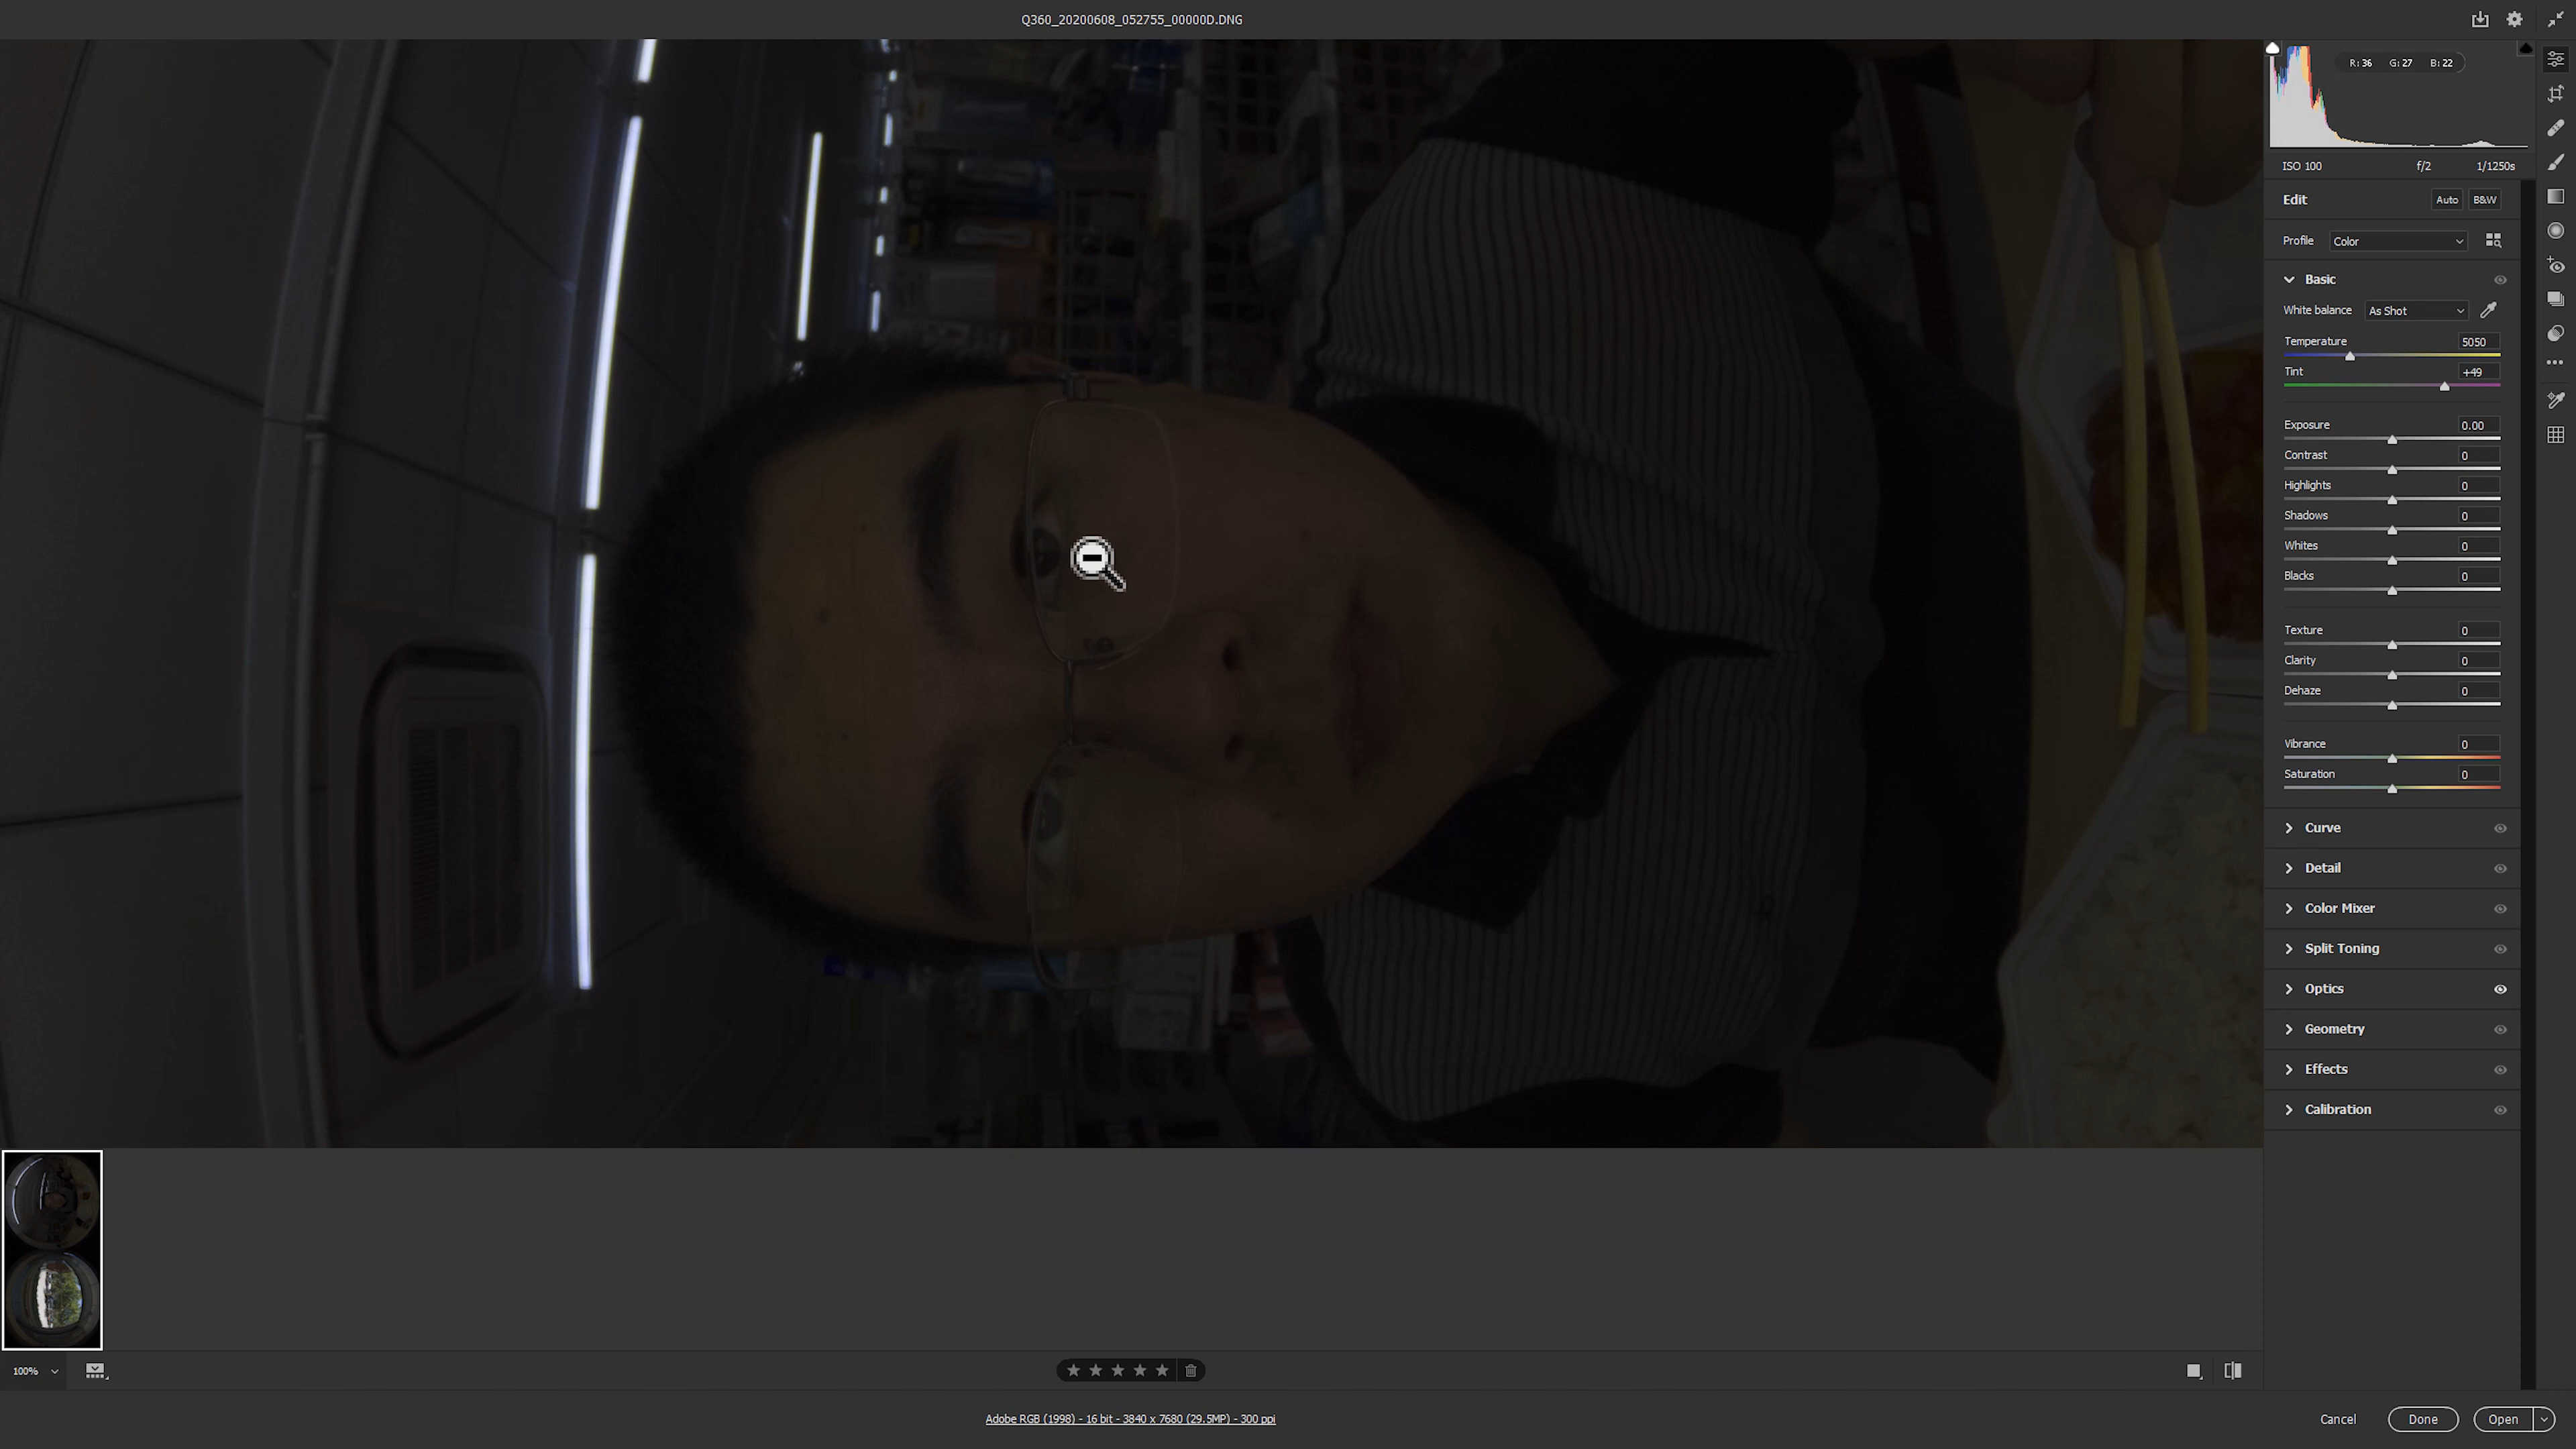 Q360_20200608_052755_00000D.DNG
R: 36 G: 27 B: 22
ISO 100 f/2 1/1250s
Edit Auto B&W
Profile Color
Basic
White balance As Shot
Temperature 5050
Tint +49
Exposure 0.00
Contrast 0
Highlights 0
Shadows 0
Whites 0
Blacks 0
Texture 0
Clarity 0
Dehaze 0
Vibrance 0
Saturation 0
Curve
Detail
Color Mixer
Split Toning
Optics
Geometry
Effects
Calibration
100%
Adobe RGB (1998) - 16 bit - 3840 x 7680 (29.5MP) - 300 ppi
Cancel Done Open